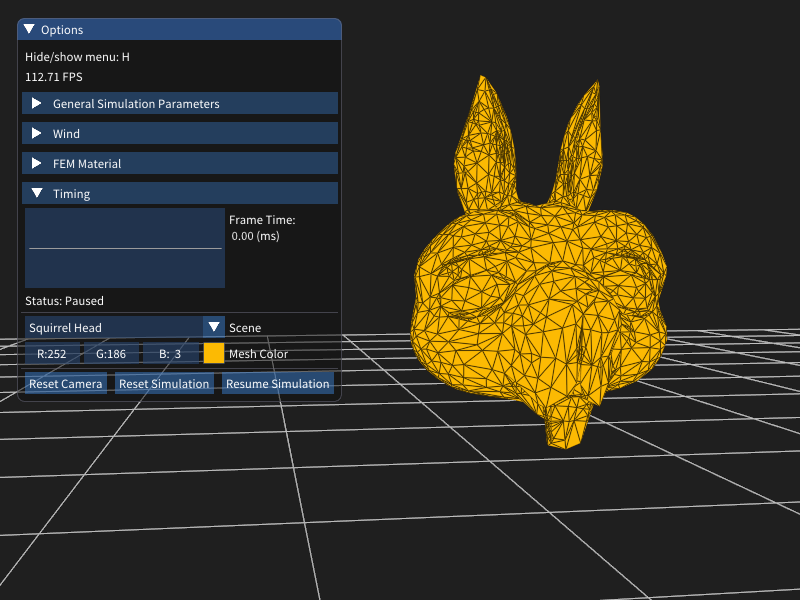 Options
Hide/show menu: H
112.71 FPS
General Simulation Parameters
Wind
FEM Material
Timing
Frame Time:
0.00 (ms)
Status: Paused
Squirrel Head Scene
R:252 G:186 B: 3 Mesh Color
Reset Camera Reset Simulation Resume Simulation